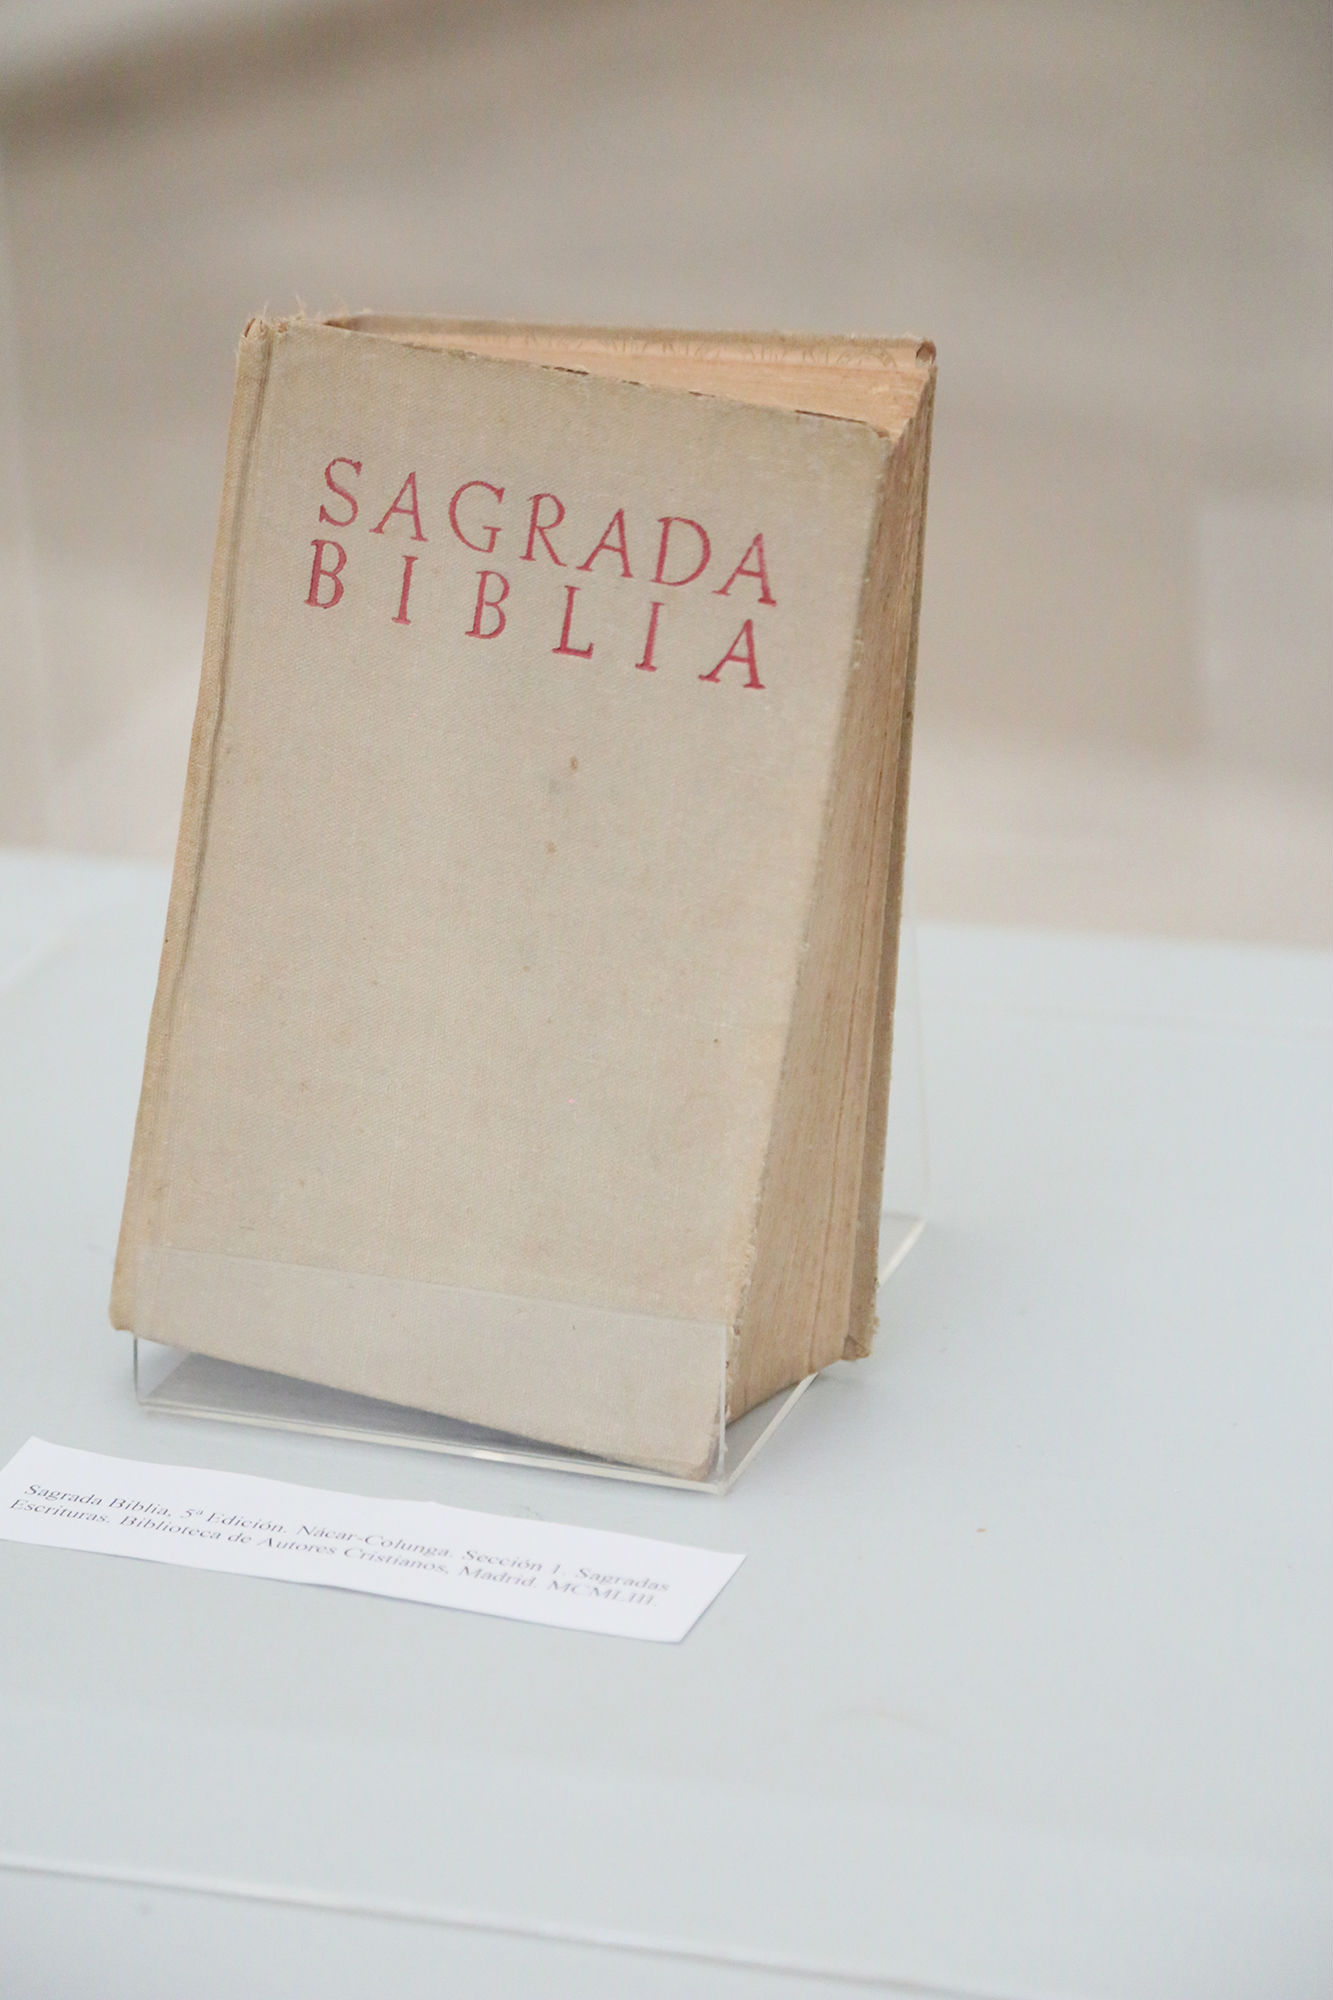 SAGRADA
BIBLIA
Sagrada Biblia. 5ª Edición. Nácar-Colunga. Sección 1. Sagradas
Escrituras. Biblioteca de Autores Cristianos, Madrid. MCMLIII.